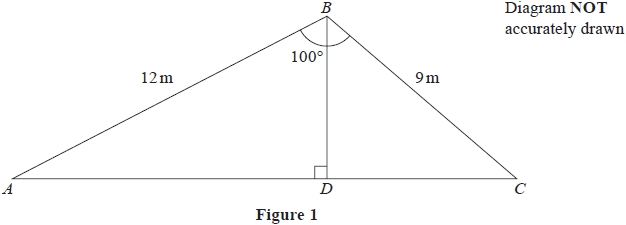 B
Diagram NOT
accurately drawn
100°
12 m
9 m
A
D
C
Figure 1